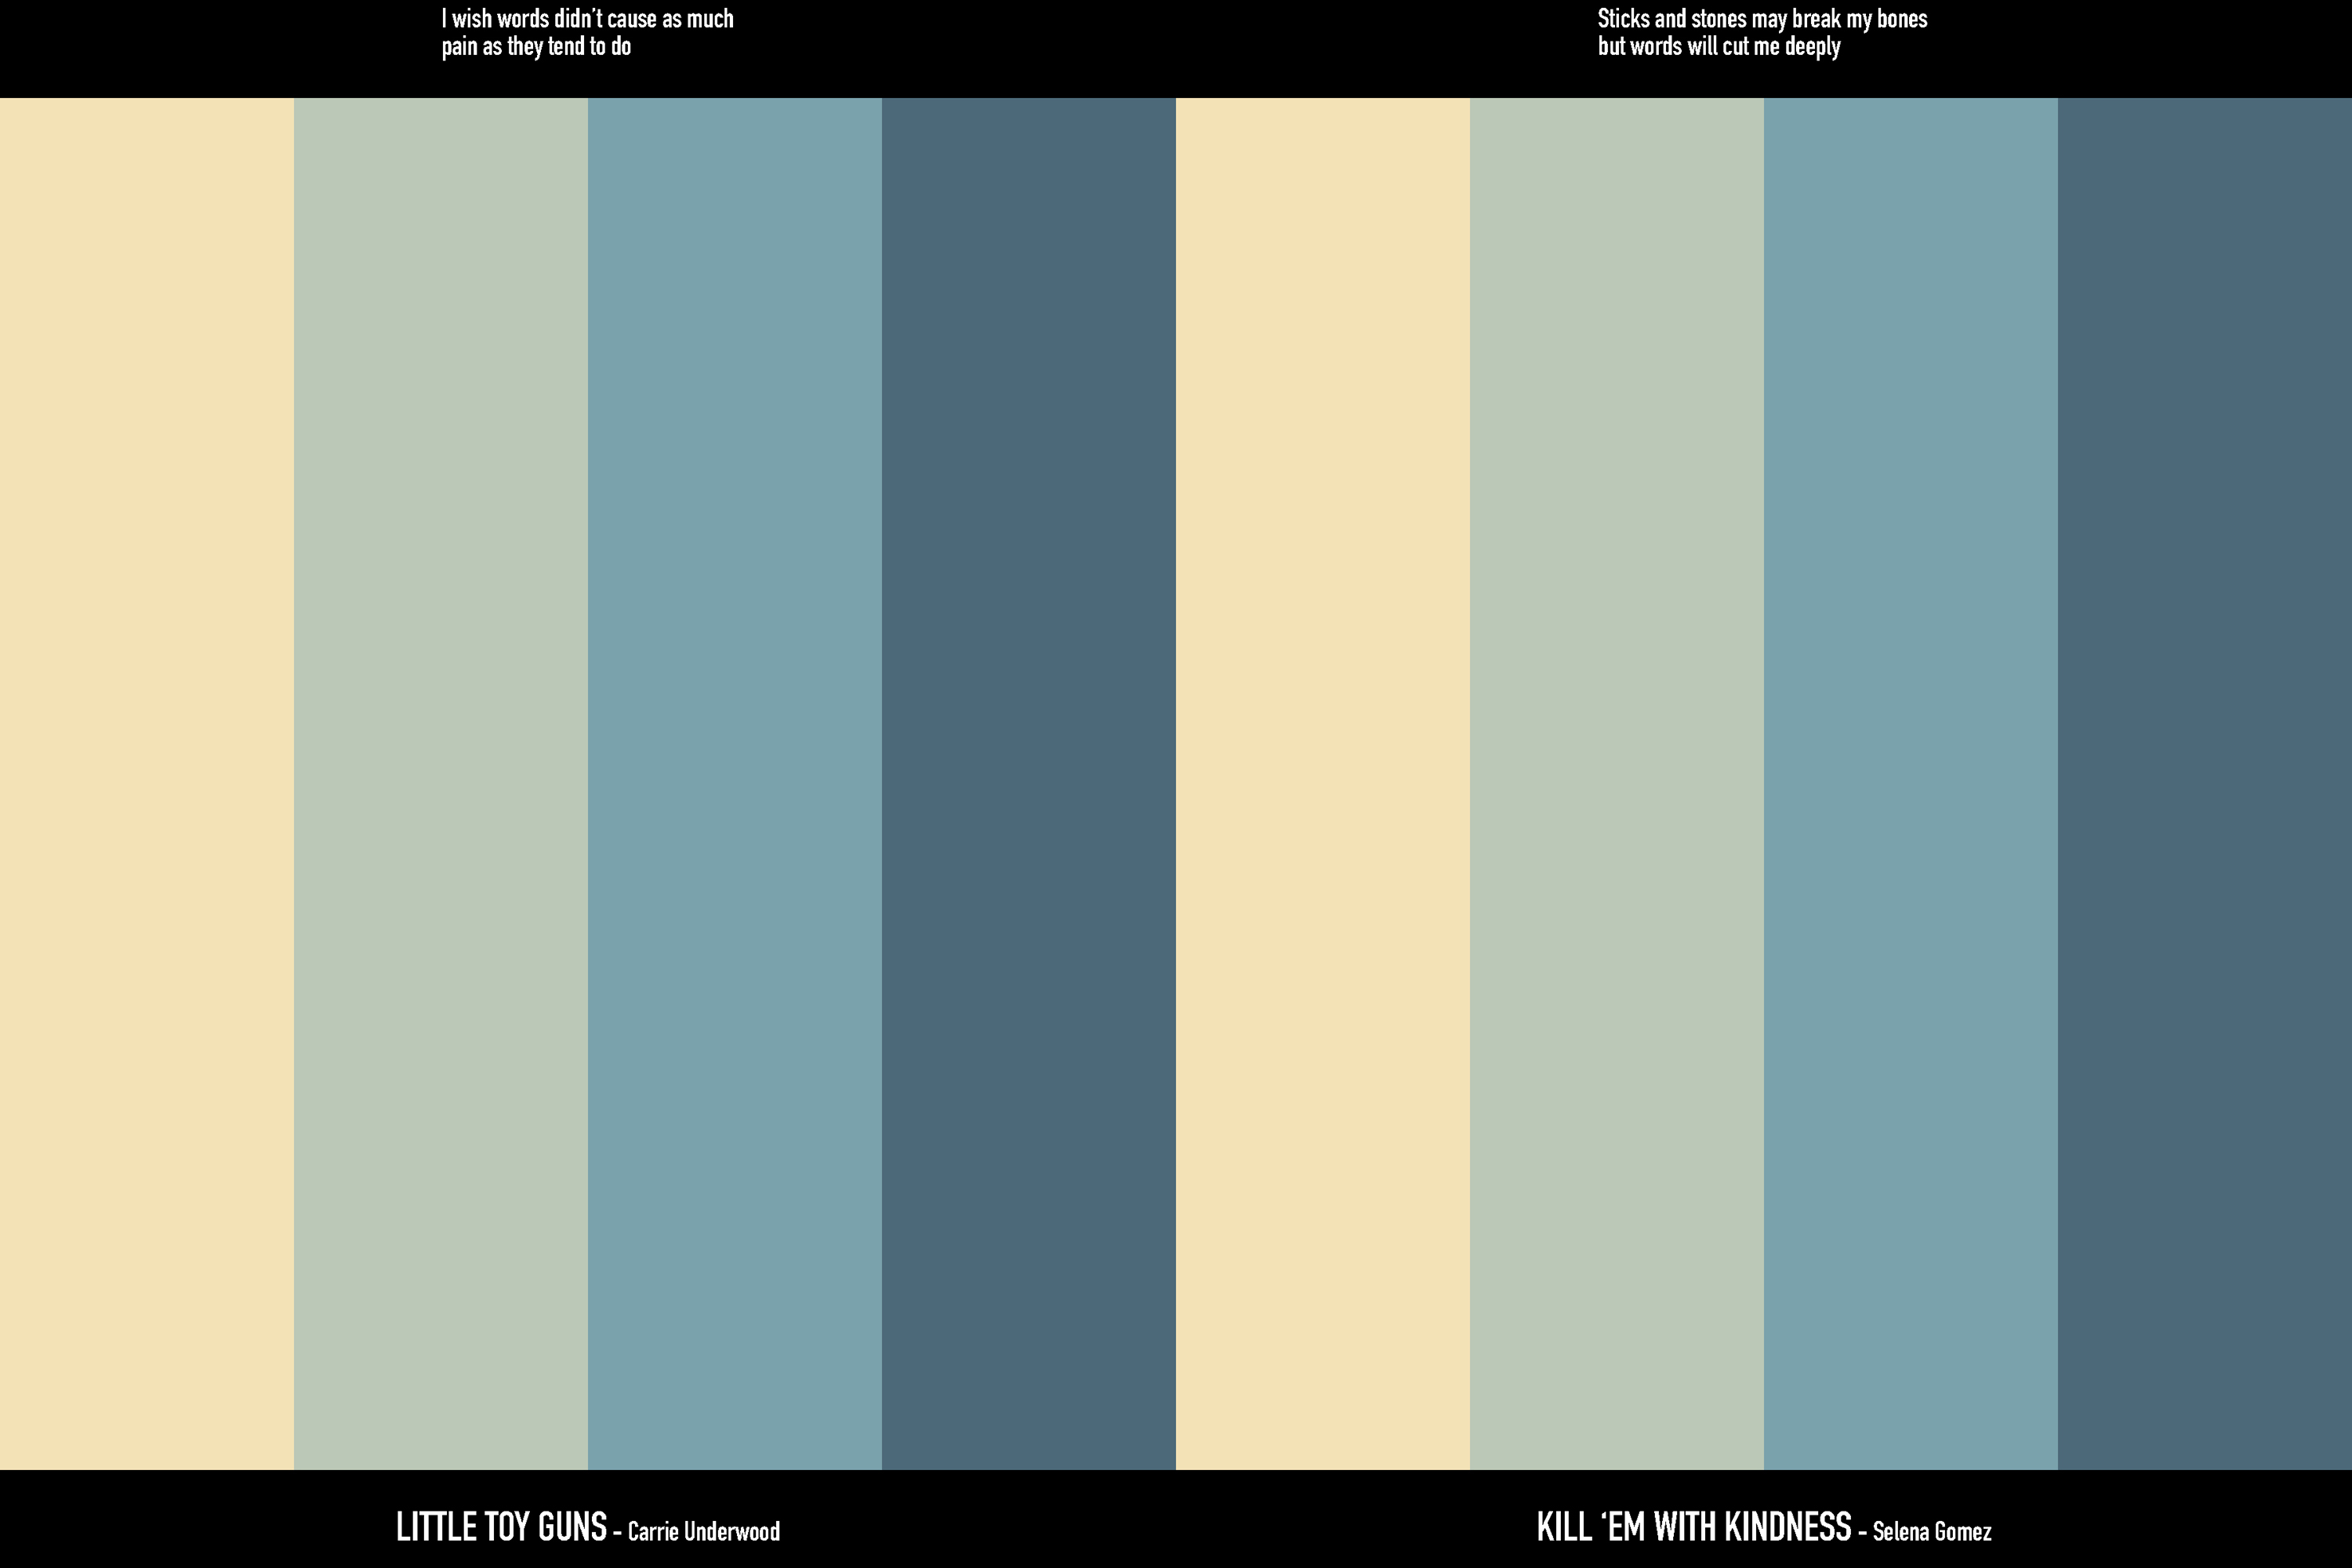 I wish words didn't cause as much
pain as they tend to do
Sticks and stones may break my bones
but words will cut me deeply
LITTLE TOY GUNS - Carrie Underwood
KILL ‘EM WITH KINDNESS - Selena Gomez